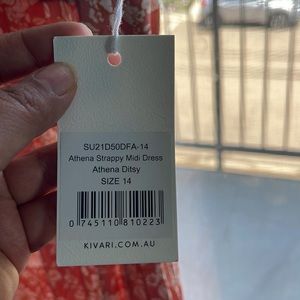 SU21D50DFA-14
Athena Strappy Midi Dress
Athena Ditsy
SIZE 14
0 745110 810223
KIVARI.COM.AU